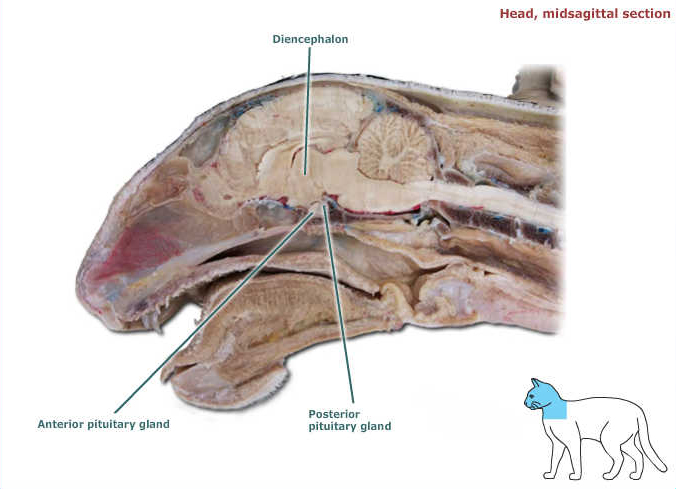 Head, midsagittal section
Diencephalon
Anterior pituitary gland
Posterior
pituitary gland